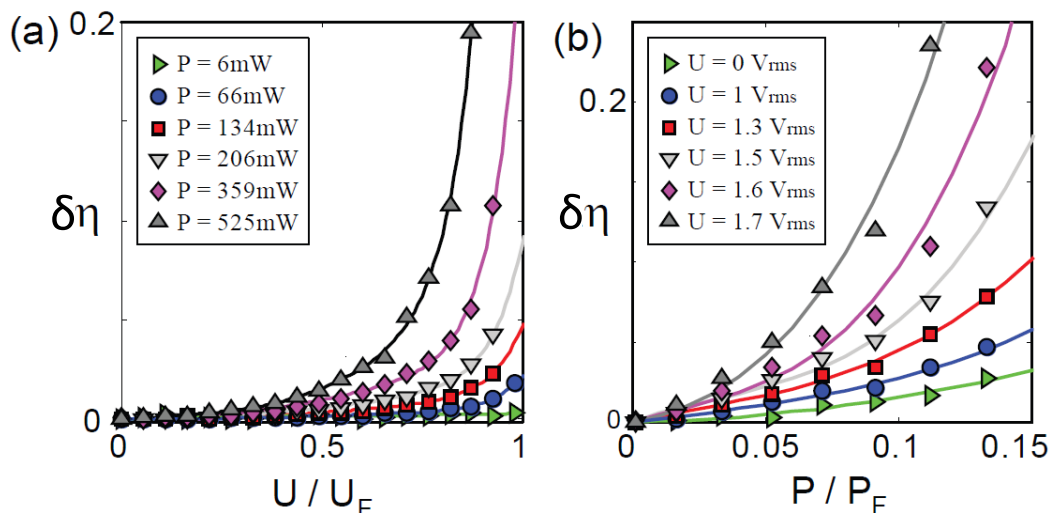 (a)
0.2
P = 6mW
P = 66mW
P = 134mW
P = 206mW
P = 359mW
P = 525mW
δη
0
0
0.5
1
U / U_F
(b)
U = 0 Vrms
U = 1 Vrms
U = 1.3 Vrms
U = 1.5 Vrms
U = 1.6 Vrms
U = 1.7 Vrms
0.2
δη
0
0
0.05
0.1
0.15
P / P_F